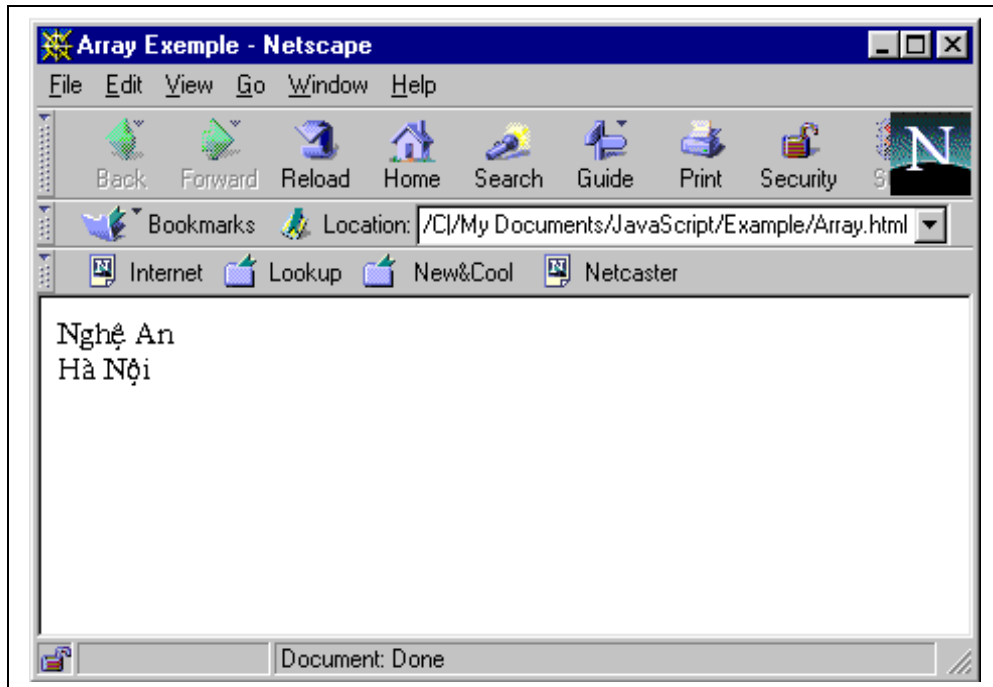 Array Exemple - Netscape
File Edit View Go Window Help
Back Forward Reload Home Search Guide Print Security S
N
Bookmarks Location: /C|/My Documents/JavaScript/Example/Array.html
Internet Lookup New&Cool Netcaster
Nghệ An
Hà Nội
Document: Done